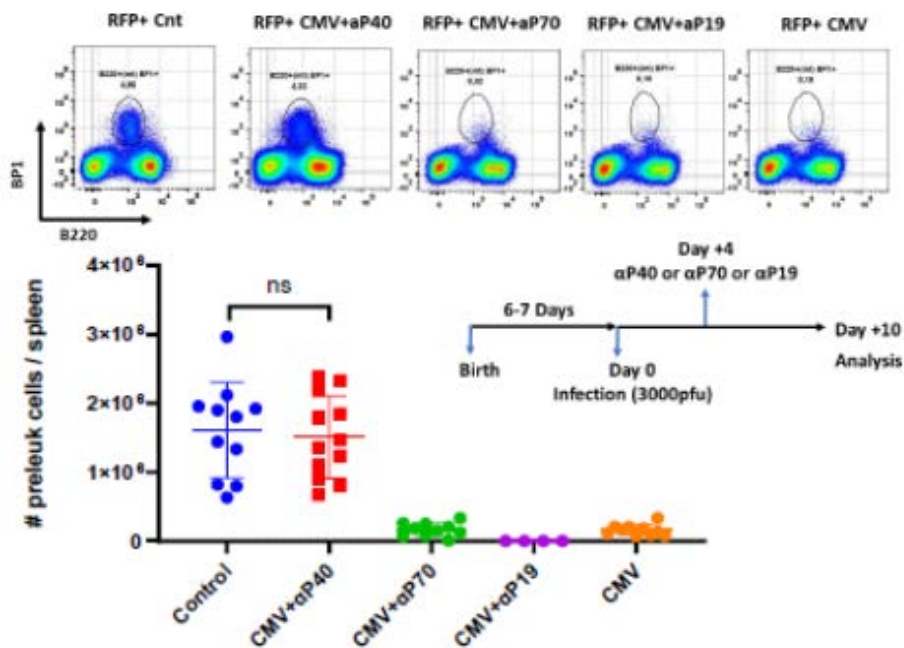 RFP+ Cnt
RFP+ CMV+aP40
RFP+ CMV+aP70
RFP+ CMV+aP19
RFP+ CMV
BP1
B220
# preleuk cells / spleen
4×10⁶
3×10⁶
2×10⁶
1×10⁶
0
ns
Control
CMV+αP40
CMV+αP70
CMV+αP19
CMV
Day +4
αP40 or αP70 or αP19
6-7 Days
Birth
Day 0
Infection (3000pfu)
Day +10
Analysis